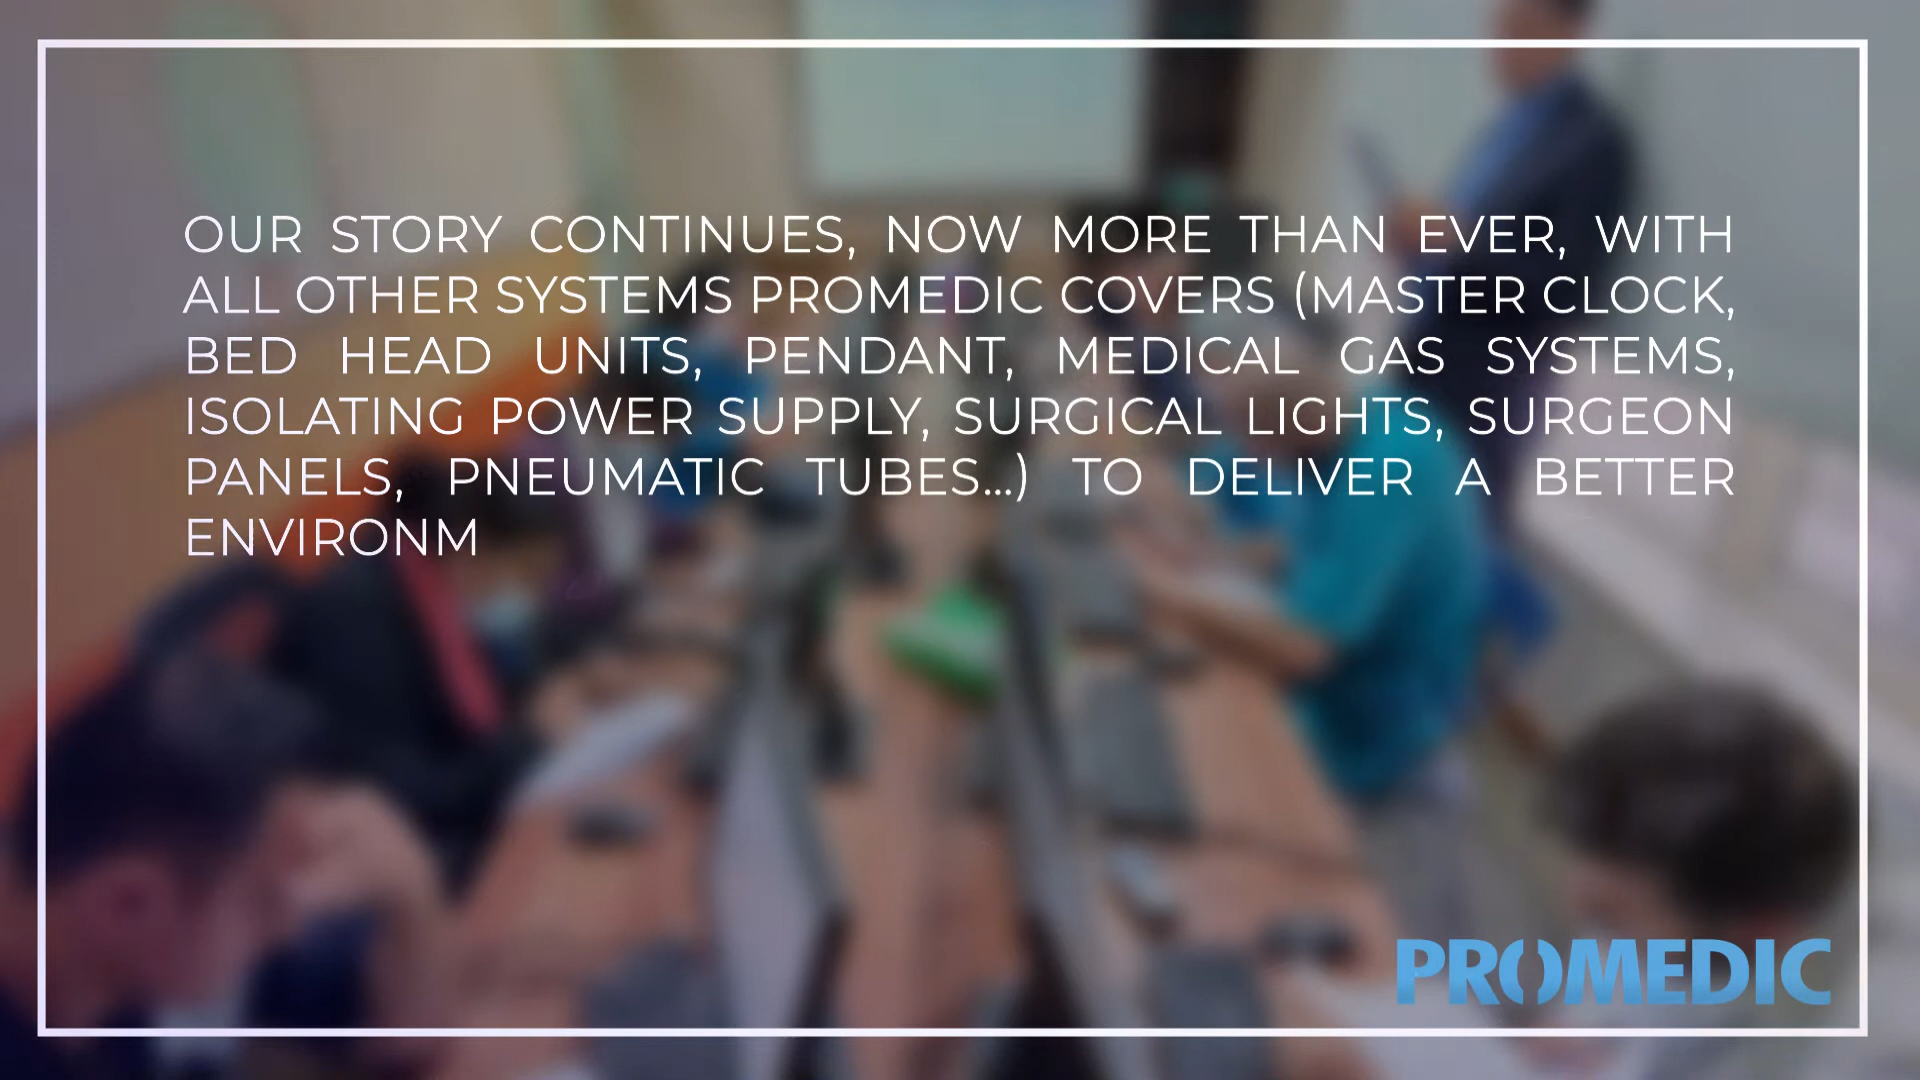 OUR STORY CONTINUES, NOW MORE THAN EVER, WITH
ALL OTHER SYSTEMS PROMEDIC COVERS (MASTER CLOCK,
BED HEAD UNITS, PENDANT, MEDICAL GAS SYSTEMS,
ISOLATING POWER SUPPLY, SURGICAL LIGHTS, SURGEON
PANELS, PNEUMATIC TUBES...) TO DELIVER A BETTER
ENVIRONM
PROMEDIC